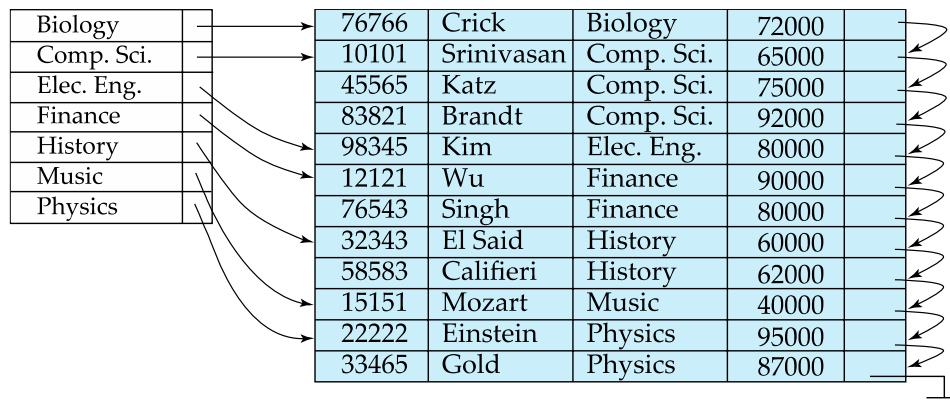 Biology
Comp. Sci.
Elec. Eng.
Finance
History
Music
Physics
76766 Crick Biology 72000
10101 Srinivasan Comp. Sci. 65000
45565 Katz Comp. Sci. 75000
83821 Brandt Comp. Sci. 92000
98345 Kim Elec. Eng. 80000
12121 Wu Finance 90000
76543 Singh Finance 80000
32343 El Said History 60000
58583 Califieri History 62000
15151 Mozart Music 40000
22222 Einstein Physics 95000
33465 Gold Physics 87000